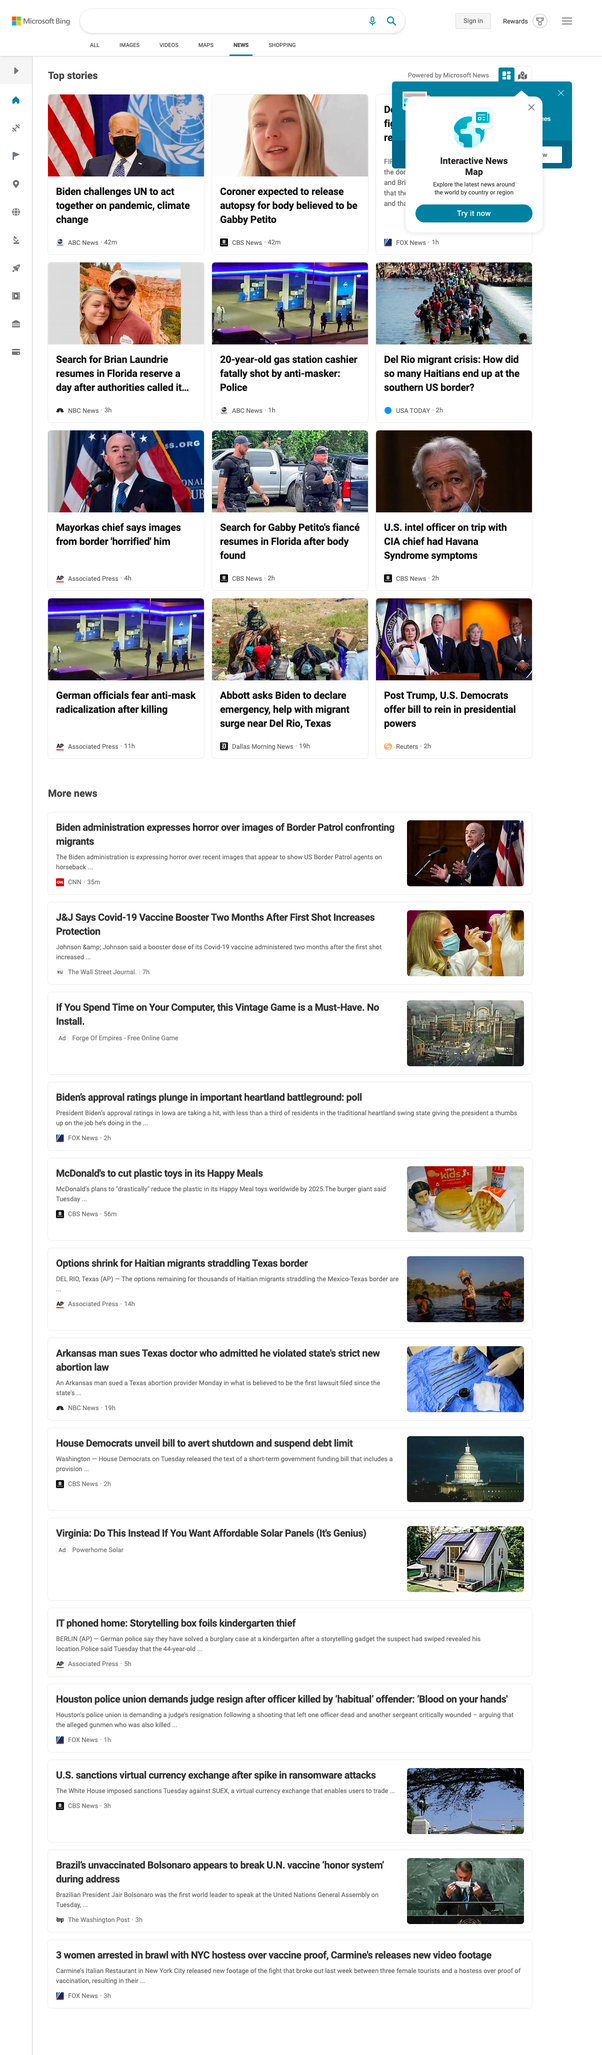 Microsoft Bing
Sign in
Rewards
ALL
IMAGES
VIDEOS
MAPS
NEWS
SHOPPING
Top stories
Powered by Microsoft News
Interactive News
Map
Explore the latest news around
the world by country or region
Try it now
Biden challenges UN to act
together on pandemic, climate
change
ABC News · 42m
Coroner expected to release
autopsy for body believed to be
Gabby Petito
CBS News · 42m
FOX News · 1h
Search for Brian Laundrie
resumes in Florida reserve a
day after authorities called it...
NBC News · 3h
20-year-old gas station cashier
fatally shot by anti-masker:
Police
ABC News · 1h
Del Rio migrant crisis: How did
so many Haitians end up at the
southern US border?
USA TODAY · 2h
Mayorkas chief says images
from border 'horrified' him
AP Associated Press · 4h
Search for Gabby Petito's fiancé
resumes in Florida after body
found
CBS News · 2h
U.S. intel officer on trip with
CIA chief had Havana
Syndrome symptoms
CBS News · 2h
German officials fear anti-mask
radicalization after killing
AP Associated Press · 11h
Abbott asks Biden to declare
emergency, help with migrant
surge near Del Rio, Texas
Dallas Morning News · 19h
Post Trump, U.S. Democrats
offer bill to rein in presidential
powers
Reuters · 2h
More news
Biden administration expresses horror over images of Border Patrol confronting
migrants
The Biden administration is expressing horror over recent images that appear to show US Border Patrol agents on
horseback ...
CNN · 35m
J&J Says Covid-19 Vaccine Booster Two Months After First Shot Increases
Protection
Johnson &amp; Johnson said a booster dose of its Covid-19 vaccine administered two months after the first shot
increased ...
The Wall Street Journal. · 7h
If You Spend Time on Your Computer, this Vintage Game is a Must-Have. No
Install.
Ad Forge Of Empires - Free Online Game
Biden's approval ratings plunge in important heartland battleground: poll
President Biden's approval ratings in Iowa are taking a hit, with less than a third of residents in the traditional heartland swing state giving the president a thumbs
up on the job he's doing in the ...
FOX News · 2h
McDonald's to cut plastic toys in its Happy Meals
McDonald's plans to "drastically" reduce the plastic in its Happy Meal toys worldwide by 2025.The burger giant said
Tuesday ...
CBS News · 56m
Options shrink for Haitian migrants straddling Texas border
DEL RIO, Texas (AP) — The options remaining for thousands of Haitian migrants straddling the Mexico-Texas border are
...
AP Associated Press · 14h
Arkansas man sues Texas doctor who admitted he violated state's strict new
abortion law
An Arkansas man sued a Texas abortion provider Monday in what is believed to be the first lawsuit filed since the
state's ...
NBC News · 19h
House Democrats unveil bill to avert shutdown and suspend debt limit
Washington — House Democrats on Tuesday released the text of a short-term government funding bill that includes a
provision ...
CBS News · 2h
Virginia: Do This Instead If You Want Affordable Solar Panels (It's Genius)
Ad Powerhome Solar
IT phoned home: Storytelling box foils kindergarten thief
BERLIN (AP) — German police say they have solved a burglary case at a kindergarten after a storytelling gadget the suspect had swiped revealed his
location.Police said Tuesday that the 44-year-old ...
AP Associated Press · 5h
Houston police union demands judge resign after officer killed by 'habitual' offender: 'Blood on your hands'
Houston's police union is demanding a judge's resignation following a shooting that left one officer dead and another sergeant critically wounded – arguing that
the alleged gunmen who was also killed ...
FOX News · 1h
U.S. sanctions virtual currency exchange after spike in ransomware attacks
The White House imposed sanctions Tuesday against SUEX, a virtual currency exchange that enables users to trade ...
CBS News · 3h
Brazil's unvaccinated Bolsonaro appears to break U.N. vaccine 'honor system'
during address
Brazilian President Jair Bolsonaro was the first world leader to speak at the United Nations General Assembly on
Tuesday, ...
wp The Washington Post · 3h
3 women arrested in brawl with NYC hostess over vaccine proof, Carmine's releases new video footage
Carmine's Italian Restaurant in New York City released new footage of the fight that broke out last week between three female tourists and a hostess over proof of
vaccination, resulting in their ...
FOX News · 3h